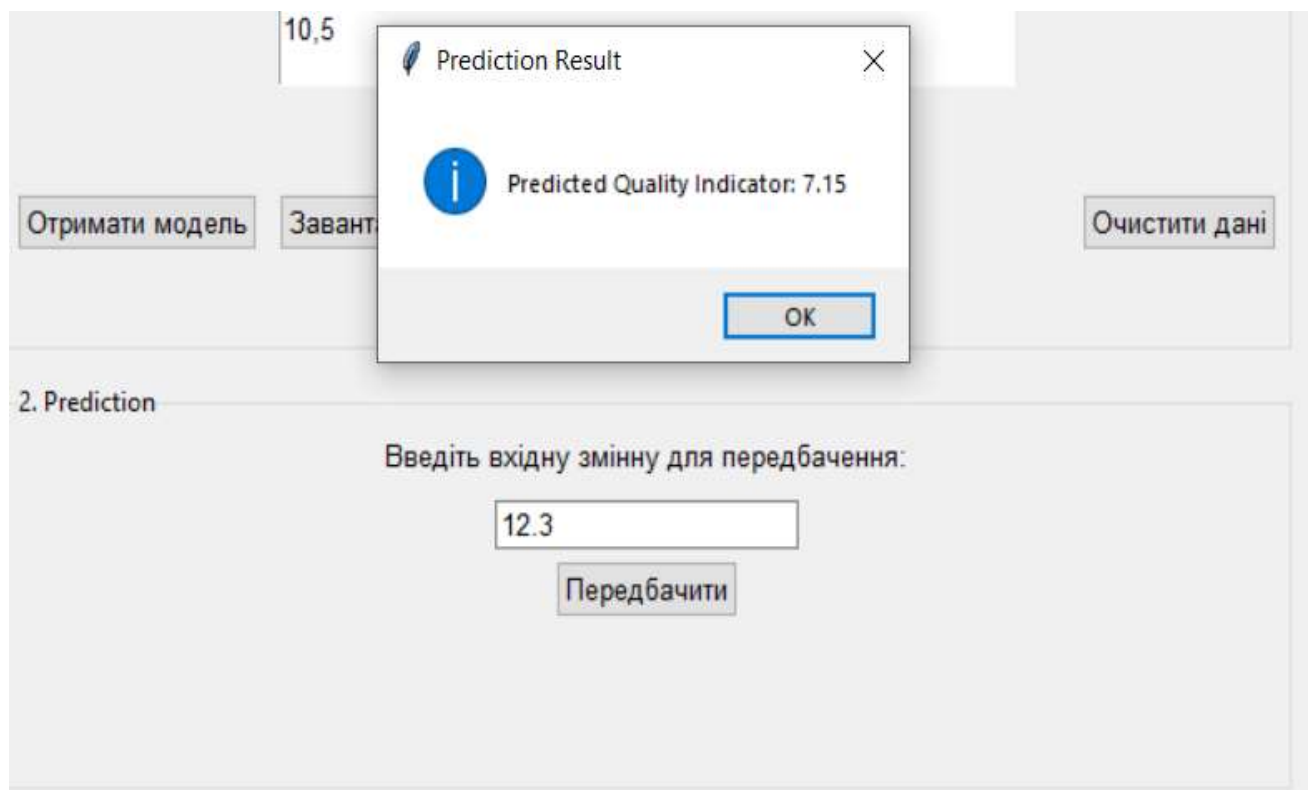 10,5
Prediction Result
Predicted Quality Indicator: 7.15
Отримати модель
Очистити дані
OK
2. Prediction
Введіть вхідну змінну для передбачення:
12.3
Передбачити